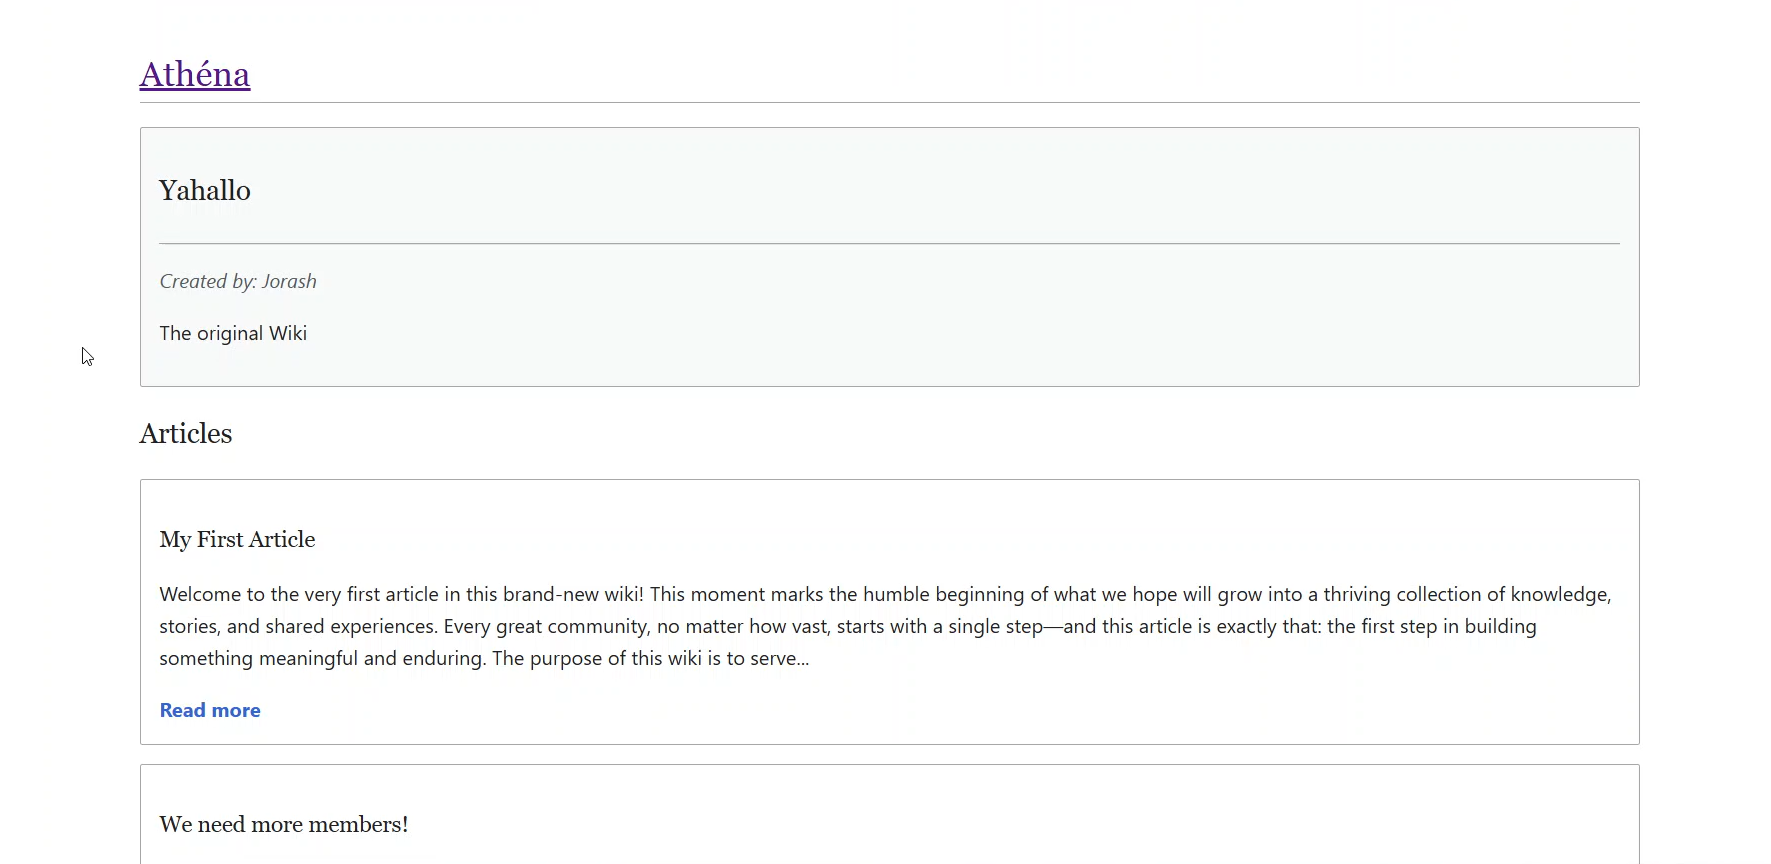 Athéna
Yahallo
Created by: Jorash
The original Wiki
Articles
My First Article
Welcome to the very first article in this brand-new wiki! This moment marks the humble beginning of what we hope will grow into a thriving collection of knowledge,
stories, and shared experiences. Every great community, no matter how vast, starts with a single step—and this article is exactly that: the first step in building
something meaningful and enduring. The purpose of this wiki is to serve...
Read more
We need more members!